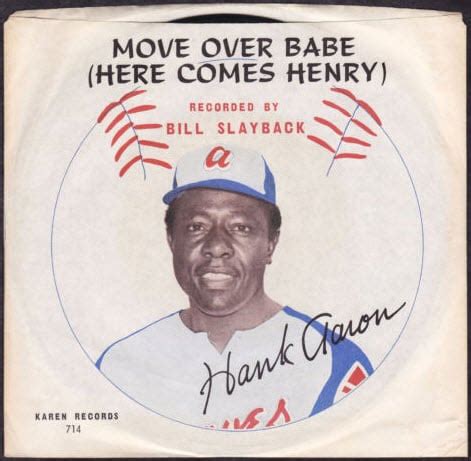 MOVE OVER BABE
(HERE COMES HENRY)
RECORDED BY
BILL SLAYBACK
a
Hank Aaron
KAREN RECORDS
714